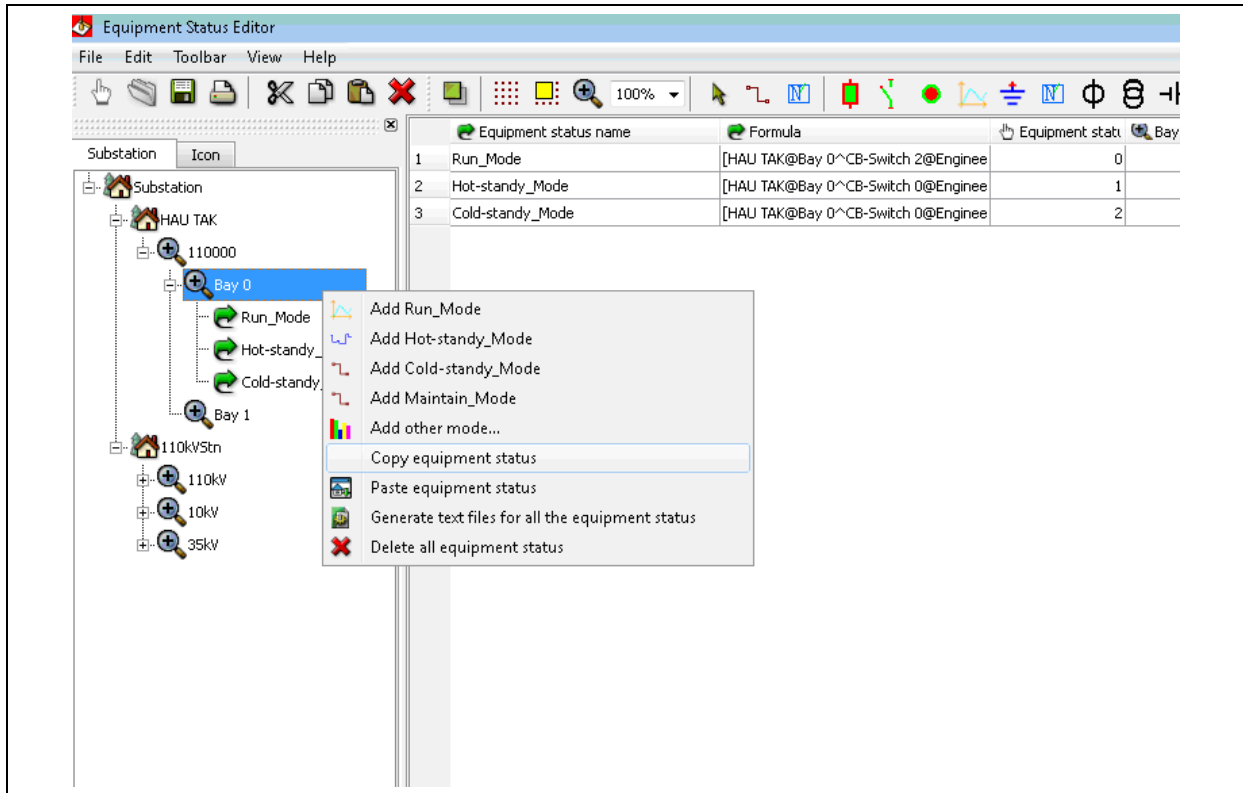 Equipment Status Editor
File Edit Toolbar View Help
100%
Substation Icon
Equipment status name Formula Equipment statu Bay
1 Run_Mode [HAU TAK@Bay 0^CB-Switch 2@Enginee 0
2 Hot-standy_Mode [HAU TAK@Bay 0^CB-Switch 0@Enginee 1
3 Cold-standy_Mode [HAU TAK@Bay 0^CB-Switch 0@Enginee 2
Substation
HAU TAK
110000
Bay 0
Run_Mode
Hot-standy_
Cold-standy_
Bay 1
110kVStn
110kV
10kV
35kV
Add Run_Mode
Add Hot-standy_Mode
Add Cold-standy_Mode
Add Maintain_Mode
Add other mode...
Copy equipment status
Paste equipment status
Generate text files for all the equipment status
Delete all equipment status